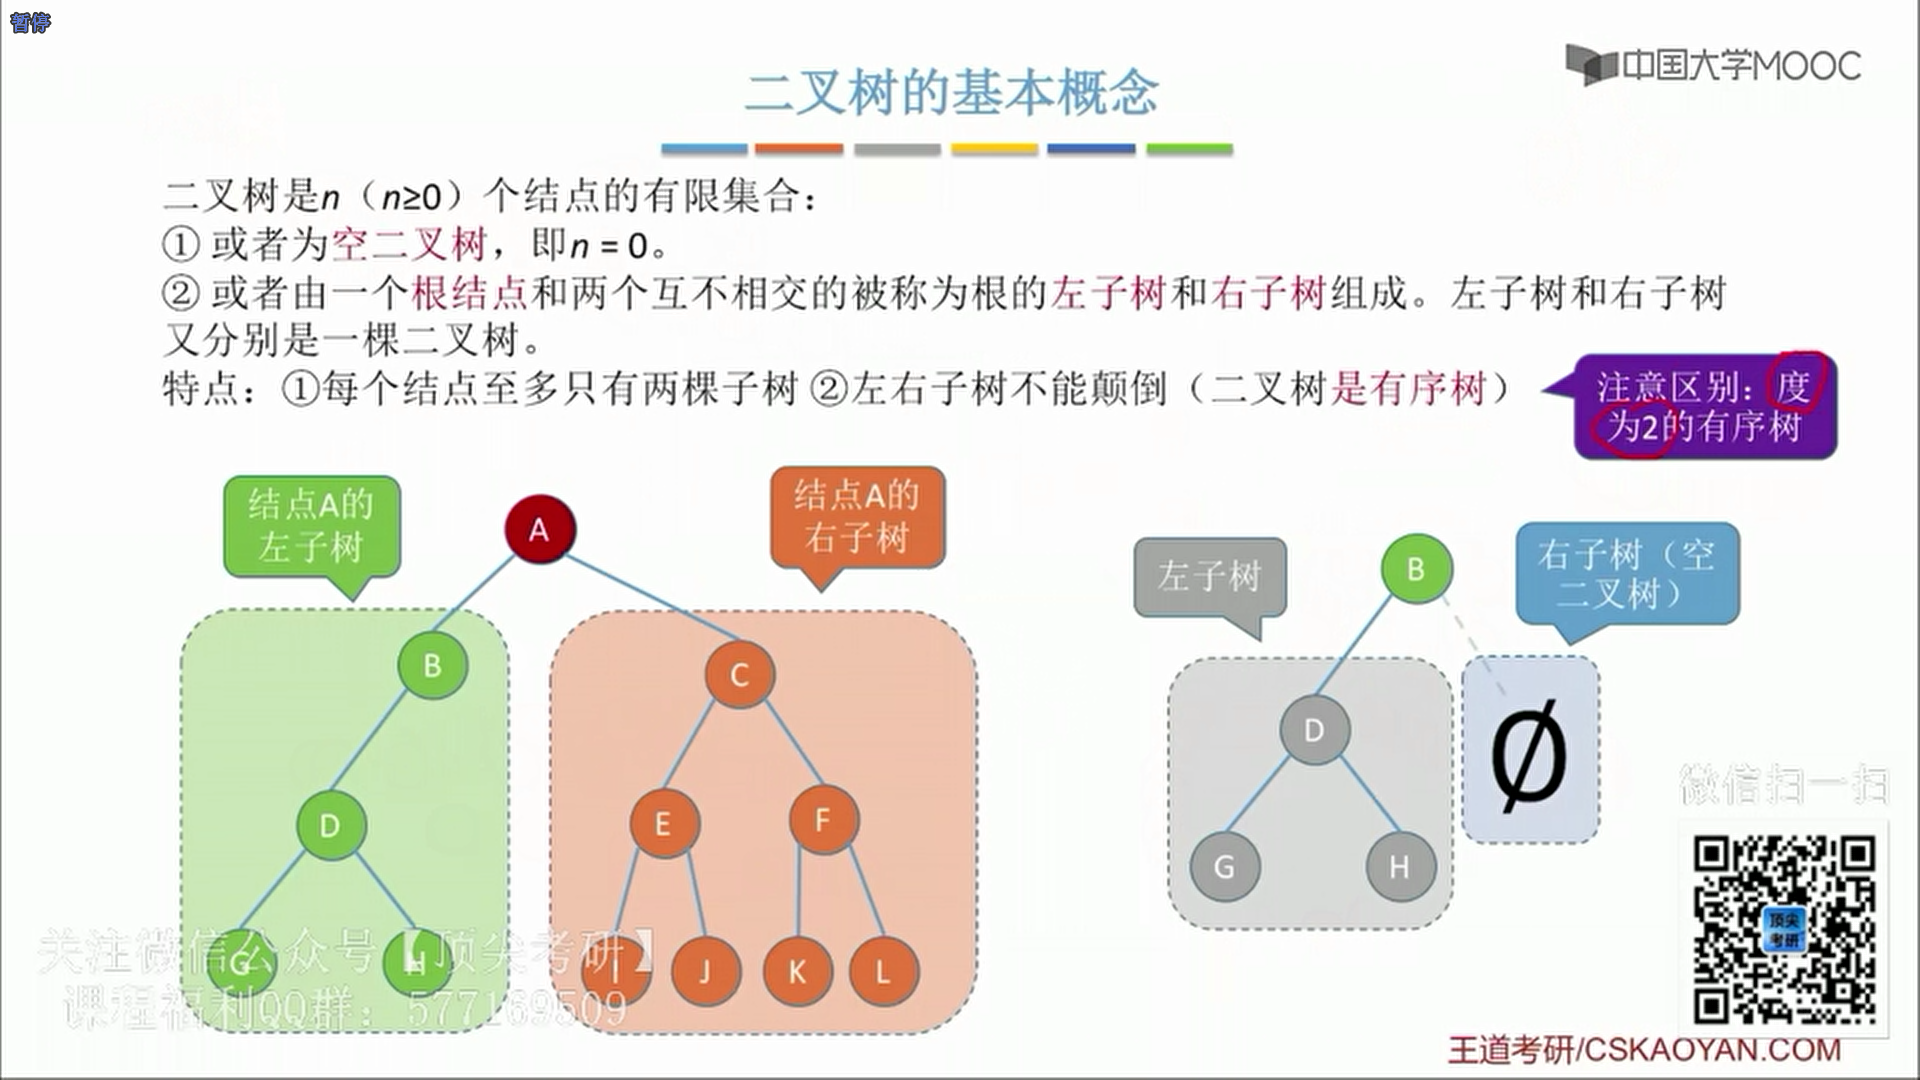 暂停
中国大学MOOC
二叉树的基本概念
二叉树是n（n≥0）个结点的有限集合：
① 或者为空二叉树，即n = 0。
② 或者由一个根结点和两个互不相交的被称为根的左子树和右子树组成。左子树和右子树
又分别是一棵二叉树。
特点：①每个结点至多只有两棵子树 ②左右子树不能颠倒（二叉树是有序树）
注意区别：度
为2的有序树
结点A的
左子树
A
结点A的
右子树
B
C
D
E
F
G
H
I
J
K
L
左子树
B
右子树（空
二叉树）
D
Ø
G
H
微信扫一扫
顶尖
考研
关注微信公众号【顶尖考研】
课程福利QQ群：577169509
王道考研/CSKAOYAN.COM